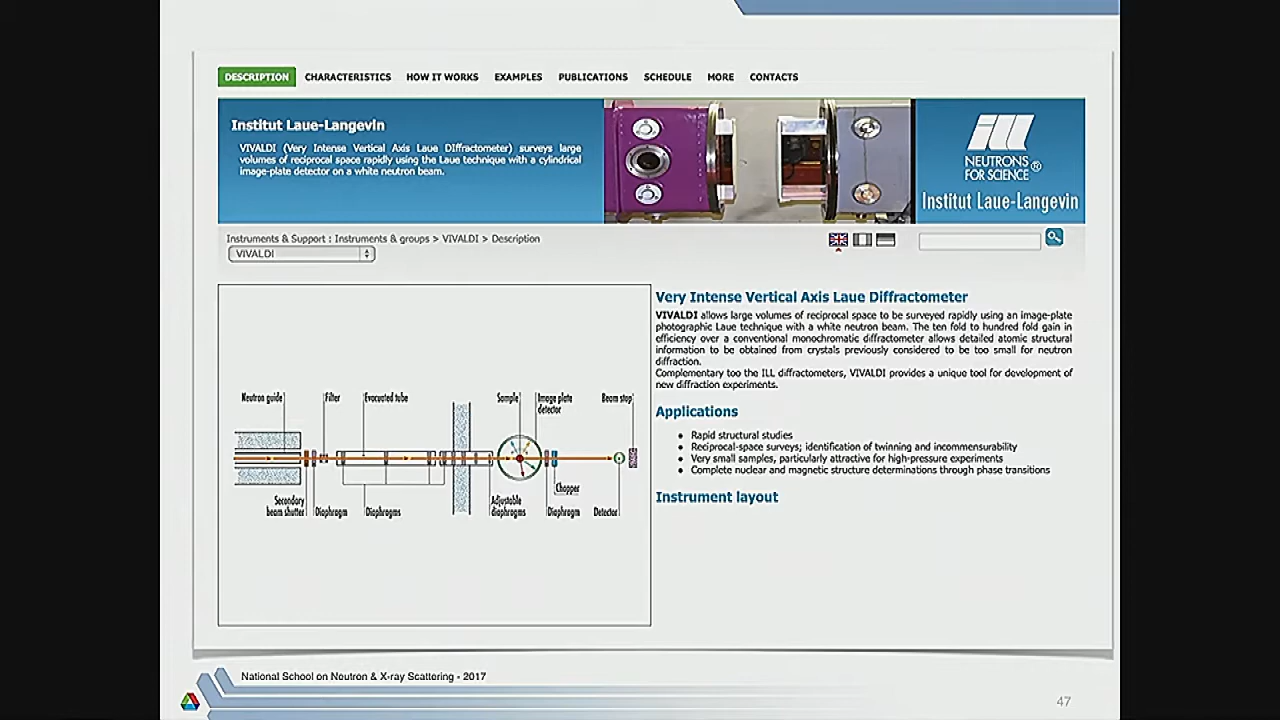 DESCRIPTION CHARACTERISTICS HOW IT WORKS EXAMPLES PUBLICATIONS SCHEDULE MORE CONTACTS
Institut Laue-Langevin
VIVALDI (Very Intense Vertical Axis Laue DIffractometer) surveys large
volumes of reciprocal space rapidly using the Laue technique with a cylindrical
image-plate detector on a white neutron beam.
ill
NEUTRONS
FOR SCIENCE®
Institut Laue-Langevin
Instruments & Support : Instruments & groups > VIVALDI > Description
VIVALDI
Very Intense Vertical Axis Laue Diffractometer
VIVALDI allows large volumes of reciprocal space to be surveyed rapidly using an image-plate
photographic Laue technique with a white neutron beam. The ten fold to hundred fold gain in
efficiency over a conventional monochromatic diffractometer allows detailed atomic structural
information to be obtained from crystals previously considered to be too small for neutron
diffraction.
Complementary too the ILL diffractometers, VIVALDI provides a unique tool for development of
new diffraction experiments.
Applications
• Rapid structural studies
• Reciprocal-space surveys; identification of twinning and incommensurability
• Very small samples, particularly attractive for high-pressure experiments
• Complete nuclear and magnetic structure determinations through phase transitions
Instrument layout
Neutron guide
Filter
Evacuated tube
Sample
Image plate
detector
Beam stop
Secondary
beam shutter
Diaphragm
Diaphragms
Adjustable
diaphragms
Chopper
Diaphragm
Detector
National School on Neutron & X-ray Scattering - 2017
47